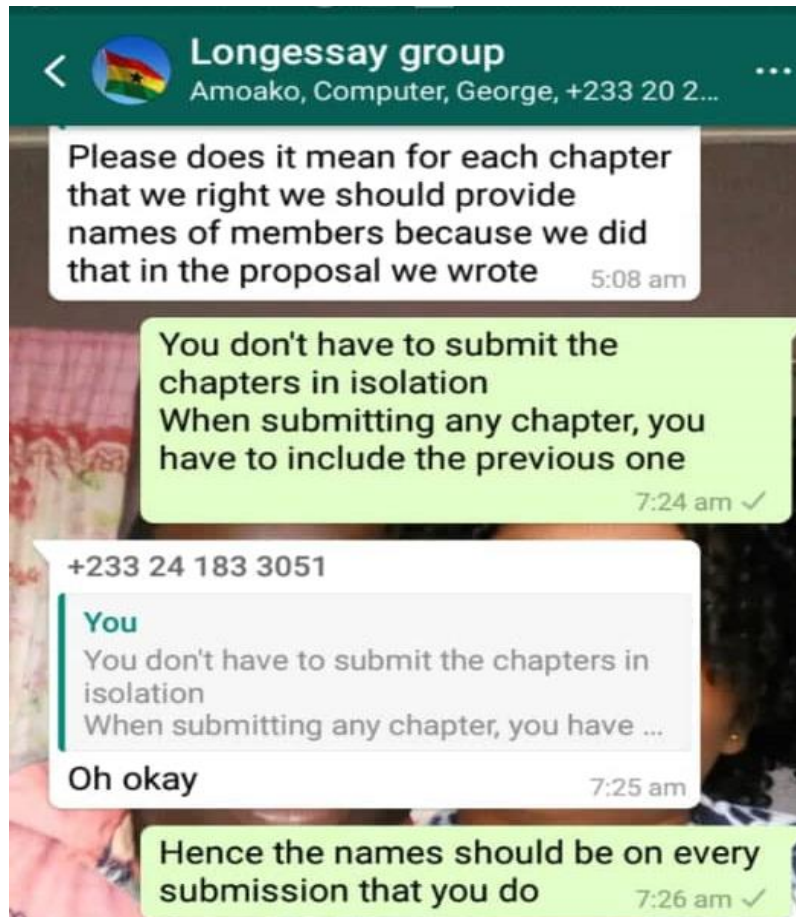 Longessay group
Amoako, Computer, George, +233 20 2...
Please does it mean for each chapter
that we right we should provide
names of members because we did
that in the proposal we wrote
5:08 am
You don't have to submit the
chapters in isolation
When submitting any chapter, you
have to include the previous one
7:24 am
+233 24 183 3051
You
You don't have to submit the chapters in
isolation
When submitting any chapter, you have ...
Oh okay
7:25 am
Hence the names should be on every
submission that you do
7:26 am